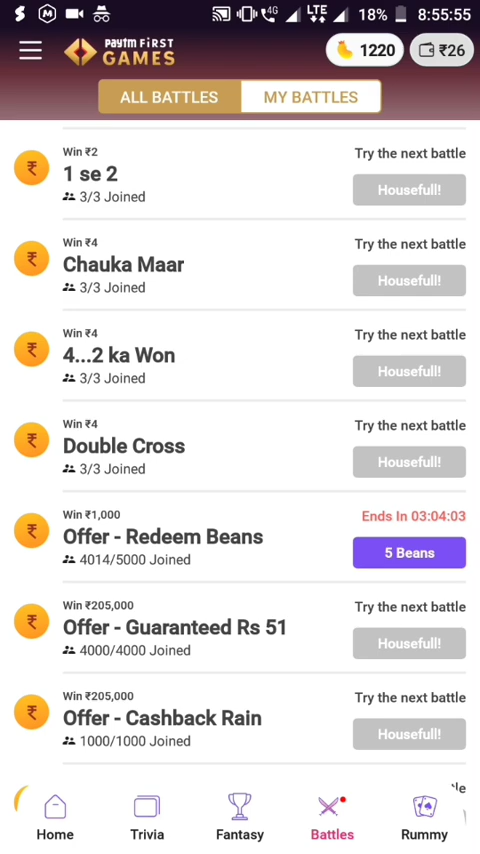 4G
LTE
18%
8:55:55
Paytm FiRST
GAMES
1220
₹26
ALL BATTLES
MY BATTLES
Win ₹2
Try the next battle
1 se 2
3/3 Joined
Housefull!
Win ₹4
Try the next battle
Chauka Maar
3/3 Joined
Housefull!
Win ₹4
Try the next battle
4...2 ka Won
3/3 Joined
Housefull!
Win ₹4
Try the next battle
Double Cross
3/3 Joined
Housefull!
Win ₹1,000
Ends In 03:04:03
Offer - Redeem Beans
4014/5000 Joined
5 Beans
Win ₹205,000
Try the next battle
Offer - Guaranteed Rs 51
4000/4000 Joined
Housefull!
Win ₹205,000
Try the next battle
Offer - Cashback Rain
1000/1000 Joined
Housefull!
Home
Trivia
Fantasy
Battles
Rummy